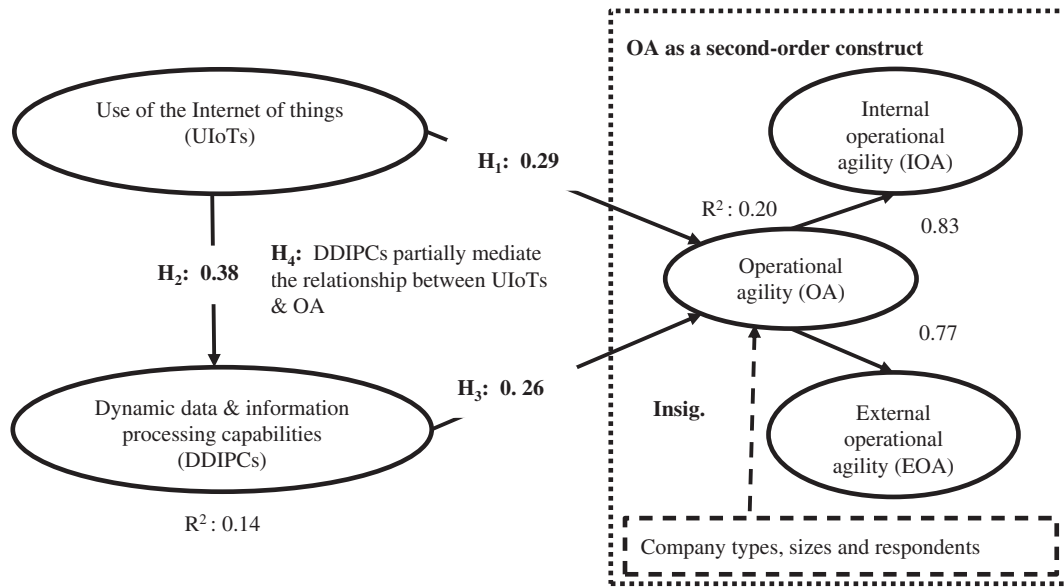 OA as a second-order construct
Use of the Internet of things
(UIoTs)
Internal
operational
agility (IOA)
H₁: 0.29
R² : 0.20
0.83
H₂: 0.38
H₄: DDIPCs partially mediate
the relationship between UIoTs
& OA
Operational
agility (OA)
0.77
H₃: 0. 26
Dynamic data & information
processing capabilities
(DDIPCs)
Insig.
External
operational
agility (EOA)
R² : 0.14
Company types, sizes and respondents